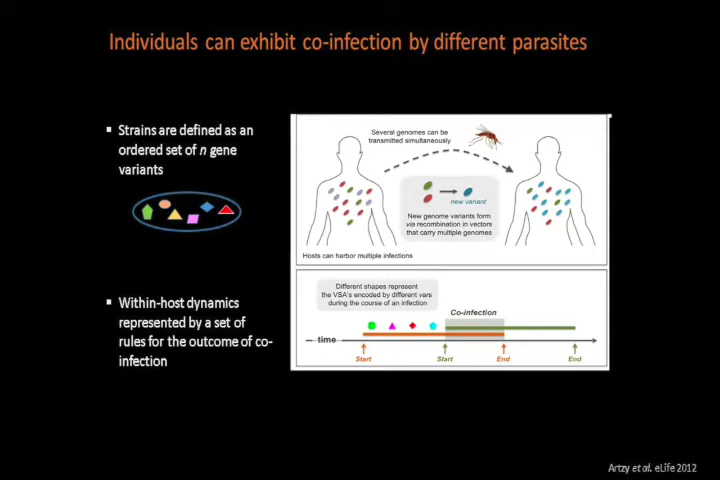 Individuals can exhibit co-infection by different parasites
▪ Strains are defined as an
ordered set of n gene
variants
▪ Within-host dynamics
represented by a set of
rules for the outcome of co-
infection
Several genomes can be
transmitted simultaneously
new variant
New genome variants form
via recombination in vectors
that carry multiple genomes
Hosts can harbor multiple infections
Different shapes represent
the VSA's encoded by different vars
during the course of an infection
Co-infection
time
Start
Start
End
End
Artzy et al. eLife 2012